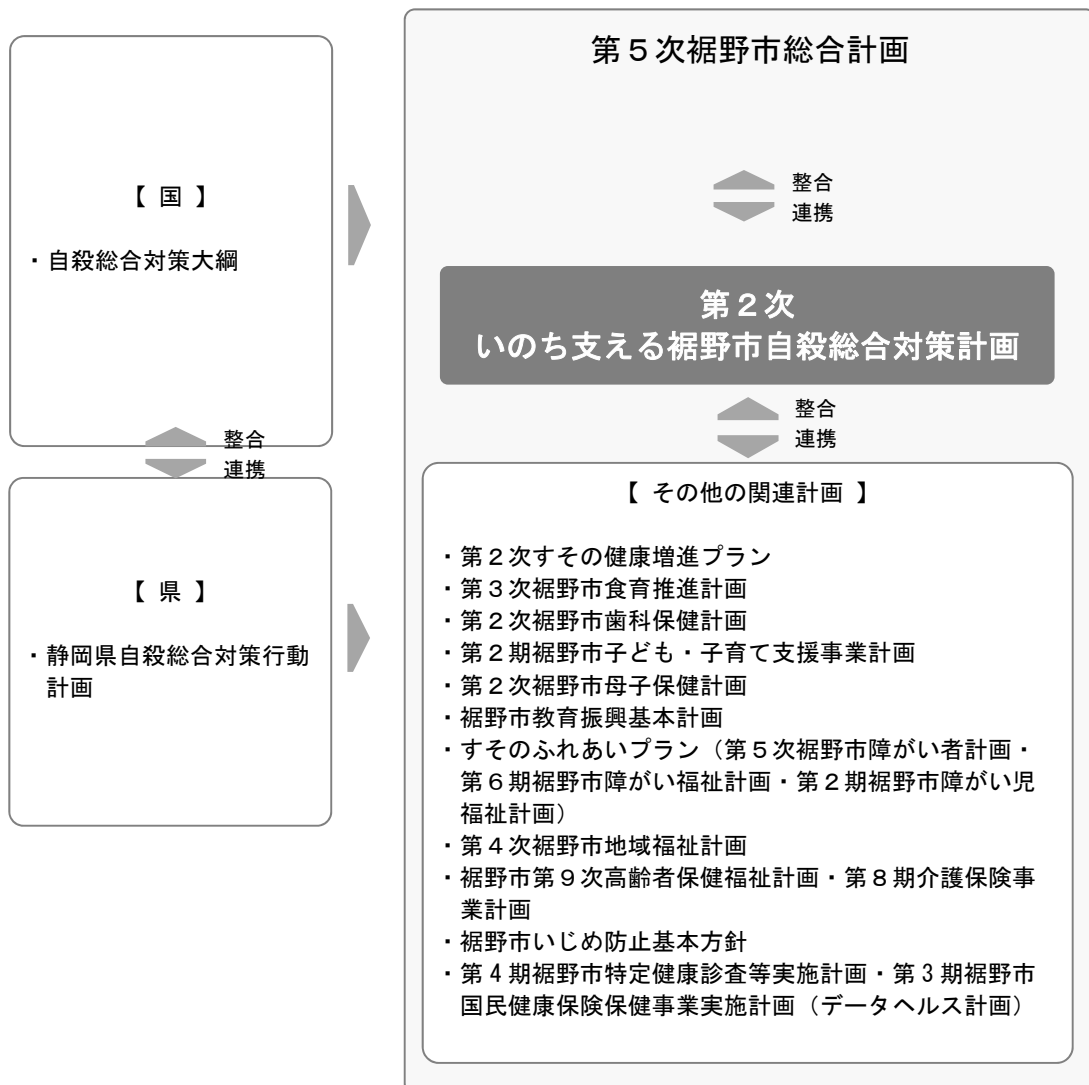 第５次裾野市総合計画
【 国 】
・自殺総合対策大綱
整合
連携
【 県 】
・静岡県自殺総合対策行動
計画
整合
連携
第２次
いのち支える裾野市自殺総合対策計画
整合
連携
【 その他の関連計画 】
・第２次すその健康増進プラン
・第３次裾野市食育推進計画
・第２次裾野市歯科保健計画
・第２期裾野市子ども・子育て支援事業計画
・第２次裾野市母子保健計画
・裾野市教育振興基本計画
・すそのふれあいプラン（第５次裾野市障がい者計画・
第６期裾野市障がい福祉計画・第２期裾野市障がい児
福祉計画）
・第４次裾野市地域福祉計画
・裾野市第９次高齢者保健福祉計画・第８期介護保険事
業計画
・裾野市いじめ防止基本方針
・第４期裾野市特定健康診査等実施計画・第３期裾野市
国民健康保険保健事業実施計画（データヘルス計画）